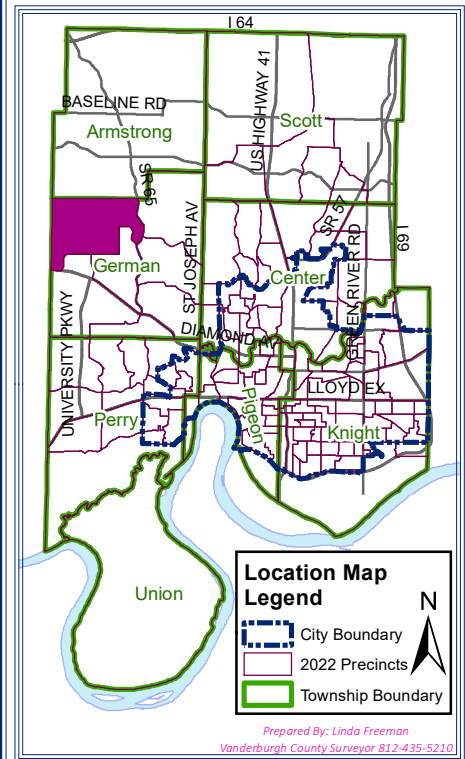 I 64
US HIGHWAY 41
BASELINE RD
Scott
Armstrong
SR 65
SR 57
I 69
ST JOSEPH AV
GREEN RIVER RD
German
Center
UNIVERSITY PKWY
DIAMOND AV
LLOYD EX
Perry
Pigeon
Knight
Union
Location Map
Legend
N
City Boundary
2022 Precincts
Township Boundary
Prepared By: Linda Freeman
Vanderburgh County Surveyor 812-435-5210